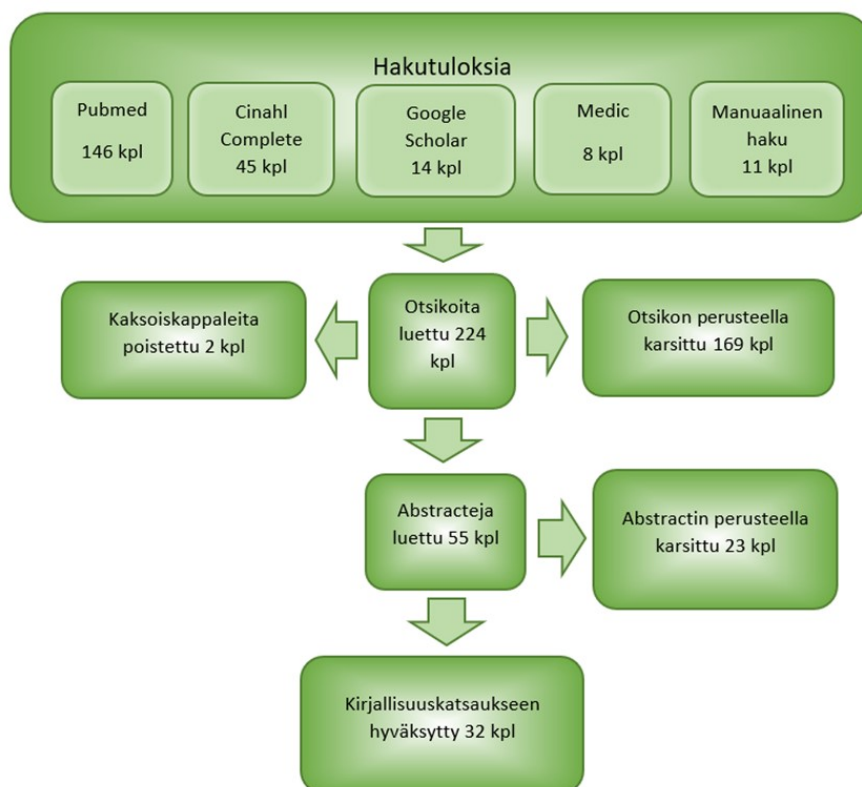 Hakutuloksia
Pubmed
146 kpl
Cinahl
Complete
45 kpl
Google
Scholar
14 kpl
Medic
8 kpl
Manuaalinen
haku
11 kpl
Kaksoiskappaleita
poistettu 2 kpl
Otsikoita
luettu 224
kpl
Otsikon perusteella
karsittu 169 kpl
Abstracteja
luettu 55 kpl
Abstractin perusteella
karsittu 23 kpl
Kirjallisuuskatsaukseen
hyväksytty 32 kpl